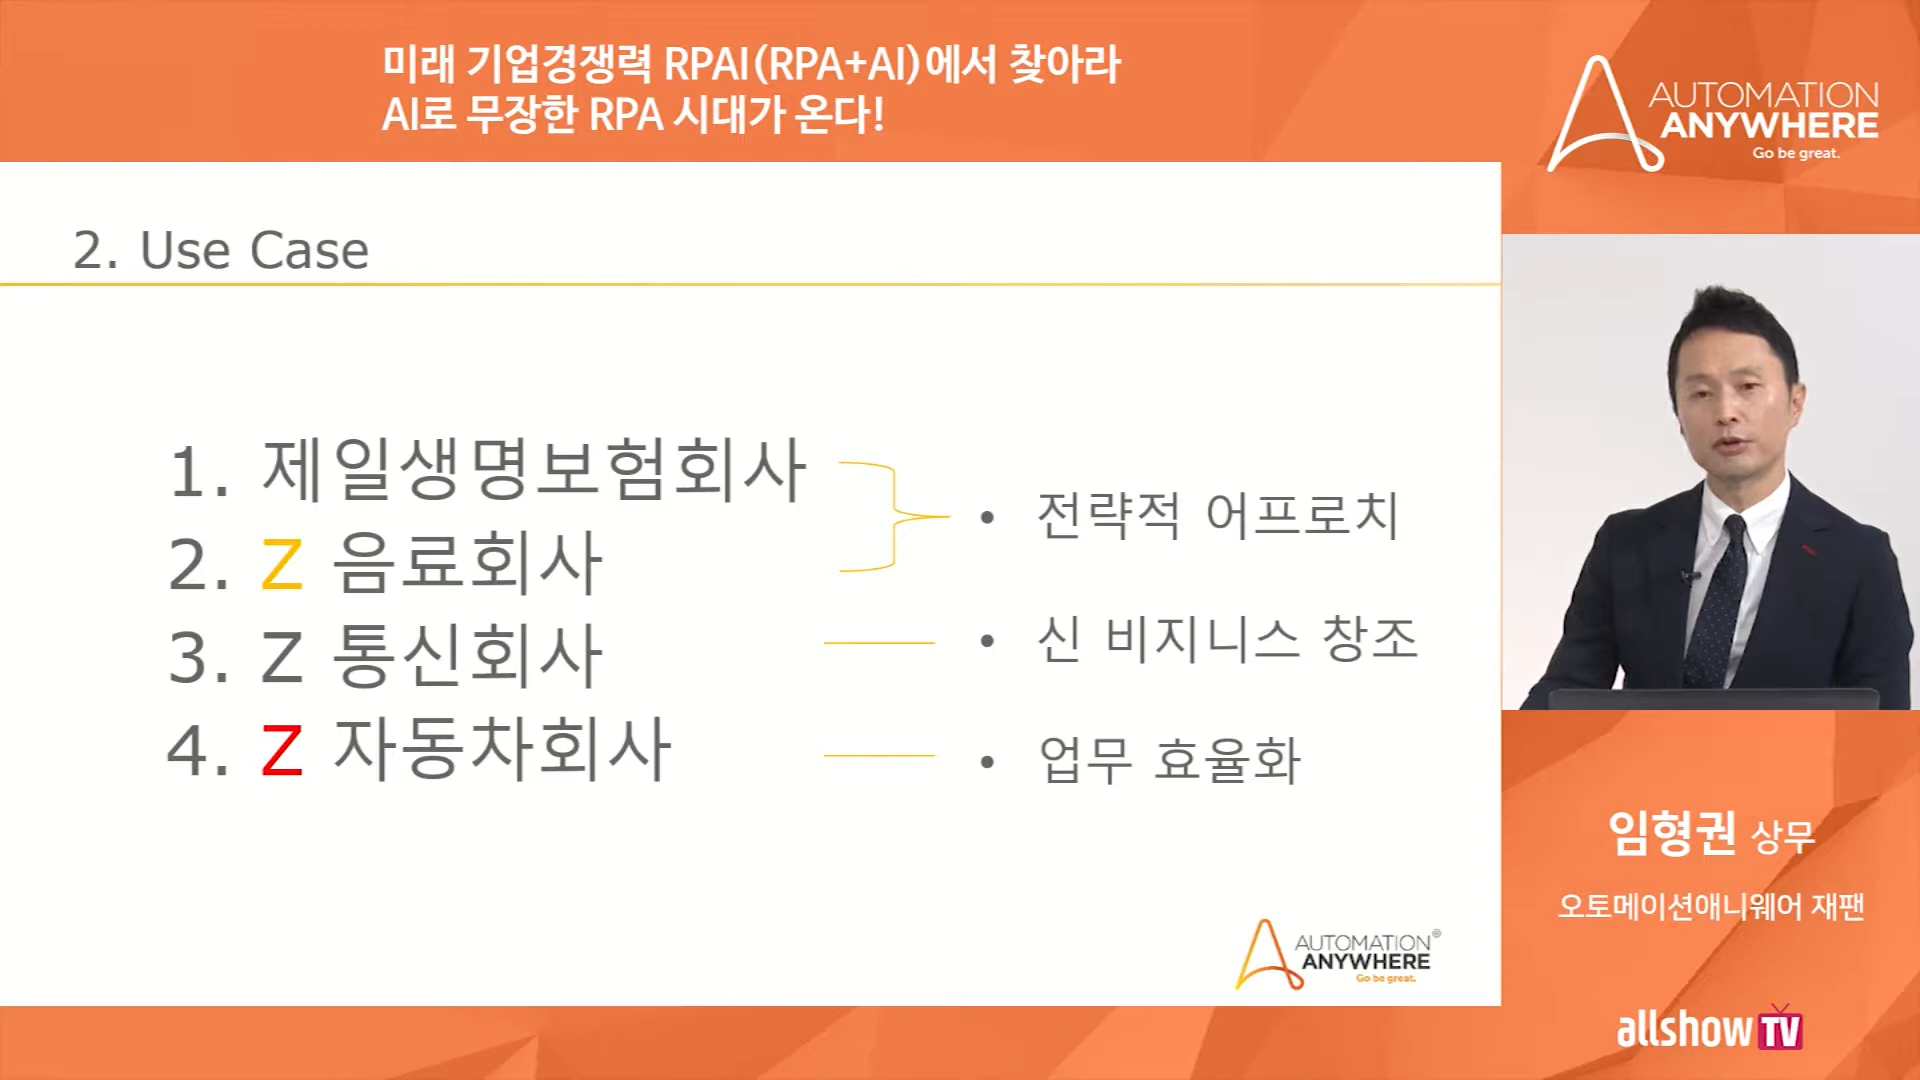 미래 기업경쟁력 RPAI(RPA+AI)에서 찾아라
AI로 무장한 RPA 시대가 온다!
AUTOMATION
ANYWHERE
Go be great.
2. Use Case
1. 제일생명보험회사
2. Z 음료회사
3. Z 통신회사
4. Z 자동차회사
• 전략적 어프로치
• 신 비지니스 창조
• 업무 효율화
AUTOMATION®
ANYWHERE
Go be great.
임형권 상무
오토메이션애니웨어 재팬
allshow TV